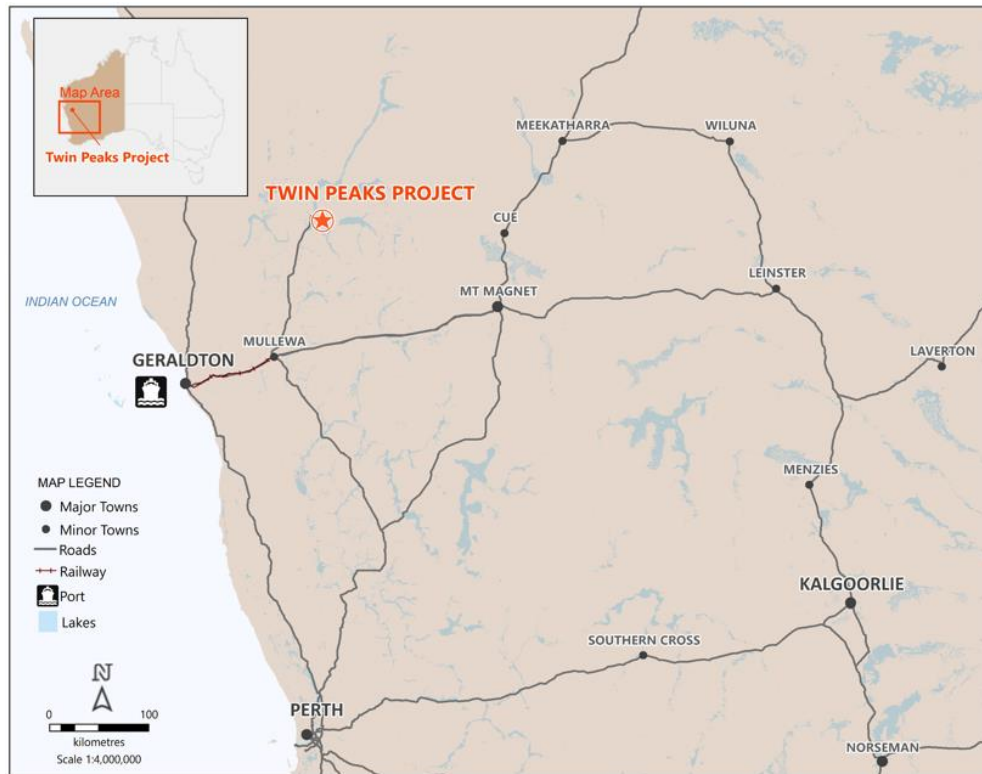 Map Area
Twin Peaks Project
MEEKATHARRA
WILUNA
TWIN PEAKS PROJECT
CUE
LEINSTER
INDIAN OCEAN
MT MAGNET
MULLEWA
GERALDTON
LAVERTON
MENZIES
MAP LEGEND
Major Towns
Minor Towns
Roads
Railway
Port
Lakes
KALGOORLIE
SOUTHERN CROSS
N
PERTH
0 100
kilometres
Scale 1:4,000,000
NORSEMAN